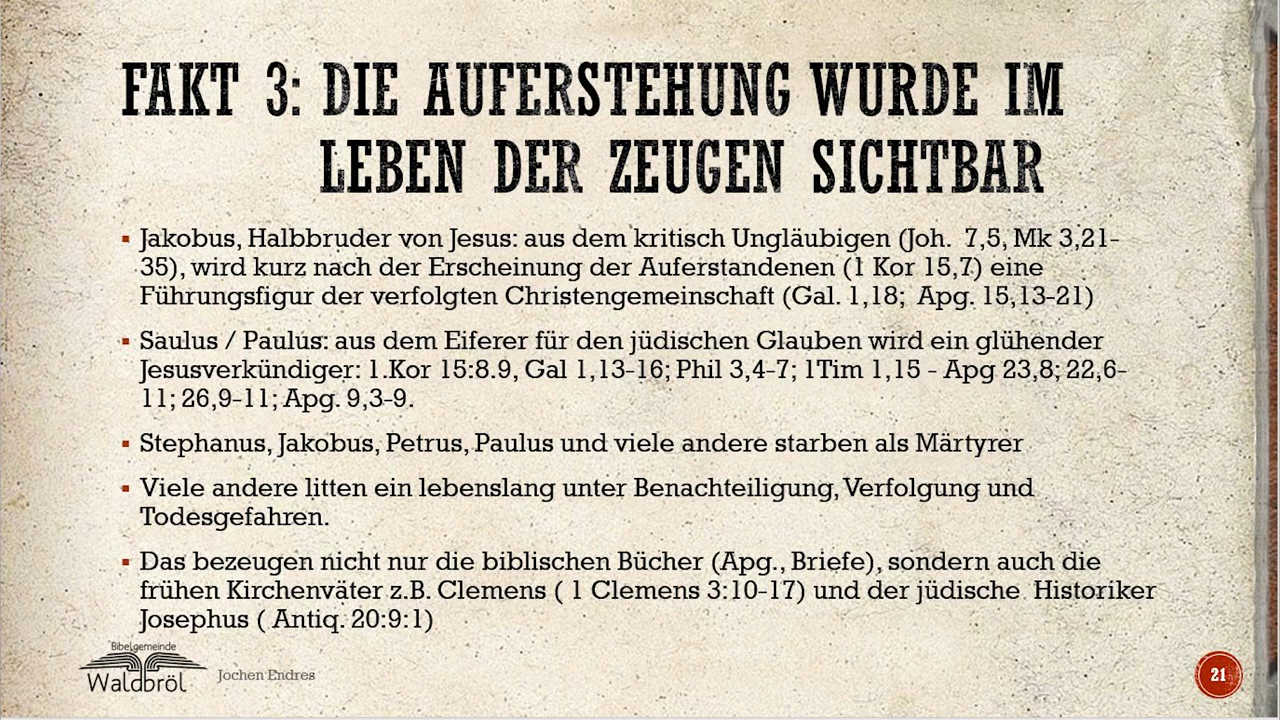 FAKT 3: DIE AUFERSTEHUNG WURDE IM
LEBEN DER ZEUGEN SICHTBAR
▪ Jakobus, Halbbruder von Jesus: aus dem kritisch Ungläubigen (Joh. 7,5, Mk 3,21-
35), wird kurz nach der Erscheinung der Auferstandenen (1 Kor 15,7) eine
Führungsfigur der verfolgten Christengemeinschaft (Gal. 1,18; Apg. 15,13-21)
▪ Saulus / Paulus: aus dem Eiferer für den jüdischen Glauben wird ein glühender
Jesusverkündiger: 1.Kor 15:8.9, Gal 1,13-16; Phil 3,4-7; 1Tim 1,15 - Apg 23,8; 22,6-
11; 26,9-11; Apg. 9,3-9.
▪ Stephanus, Jakobus, Petrus, Paulus und viele andere starben als Märtyrer
▪ Viele andere litten ein lebenslang unter Benachteiligung, Verfolgung und
Todesgefahren.
▪ Das bezeugen nicht nur die biblischen Bücher (Apg., Briefe), sondern auch die
frühen Kirchenväter z.B. Clemens ( 1 Clemens 3:10-17) und der jüdische Historiker
Josephus ( Antiq. 20:9:1)
Bibelgemeinde
Waldbröl
Jochen Endres
21